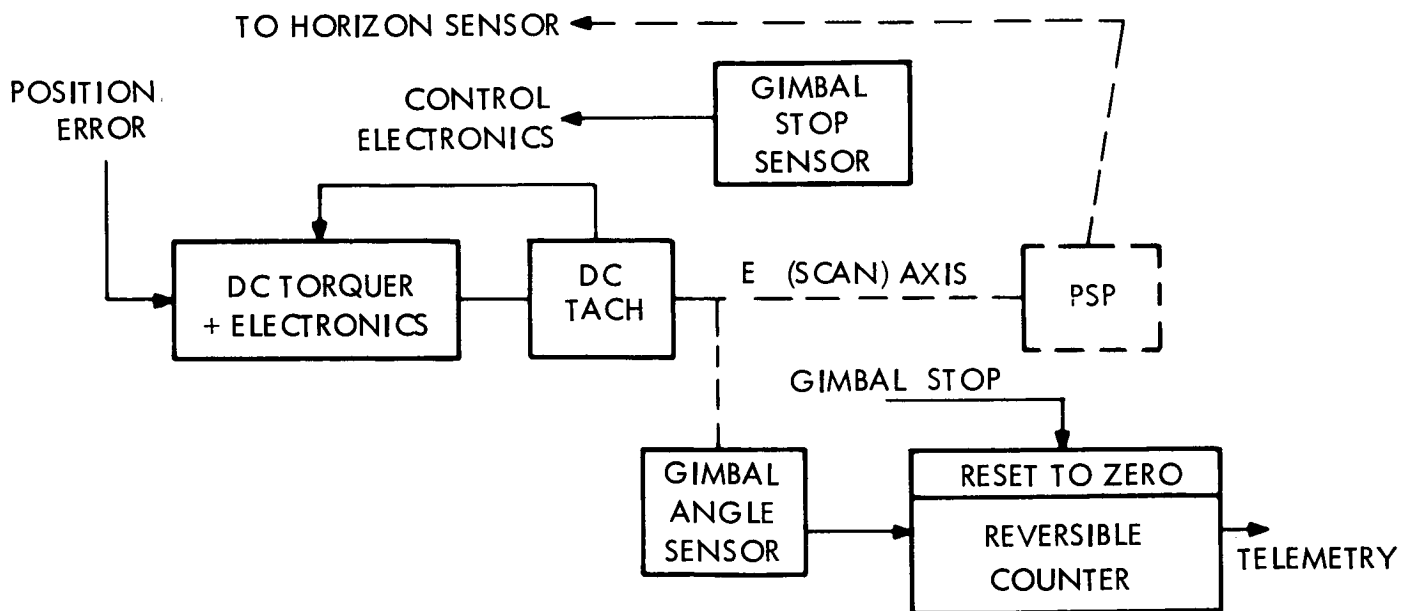 TO HORIZON SENSOR
POSITION
ERROR
CONTROL
ELECTRONICS
GIMBAL
STOP
SENSOR
DC TORQUER
+ ELECTRONICS
DC
TACH
E (SCAN) AXIS
PSP
GIMBAL STOP
GIMBAL
ANGLE
SENSOR
RESET TO ZERO
REVERSIBLE
COUNTER
TELEMETRY